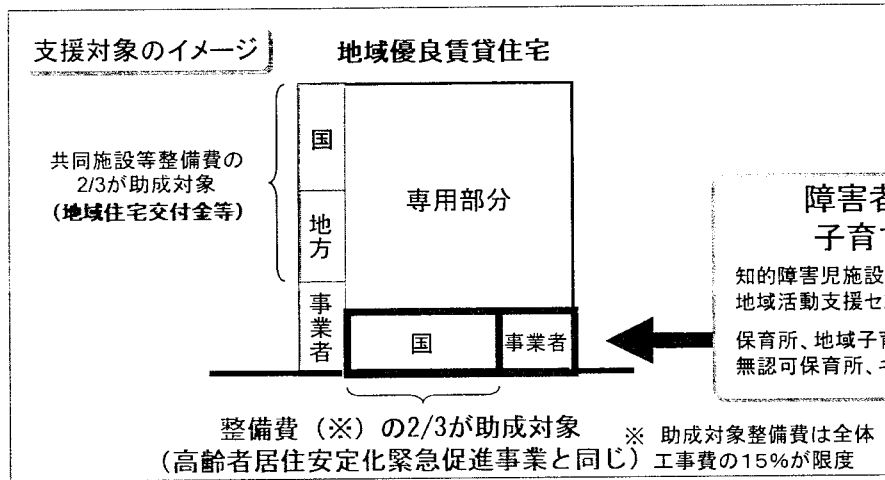 支援対象のイメージ
地域優良賃貸住宅
共同施設等整備費の
2/3が助成対象
(地域住宅交付金等)
国
地方
事業者
専用部分
国
事業者
障害者
子育
知的障害児施設
地域活動支援セ
保育所、地域子育
無認可保育所、
整備費(※)の2/3が助成対象
(高齢者居住安定化緊急促進事業と同じ)
※ 助成対象整備費は全体
工事費の15%が限度